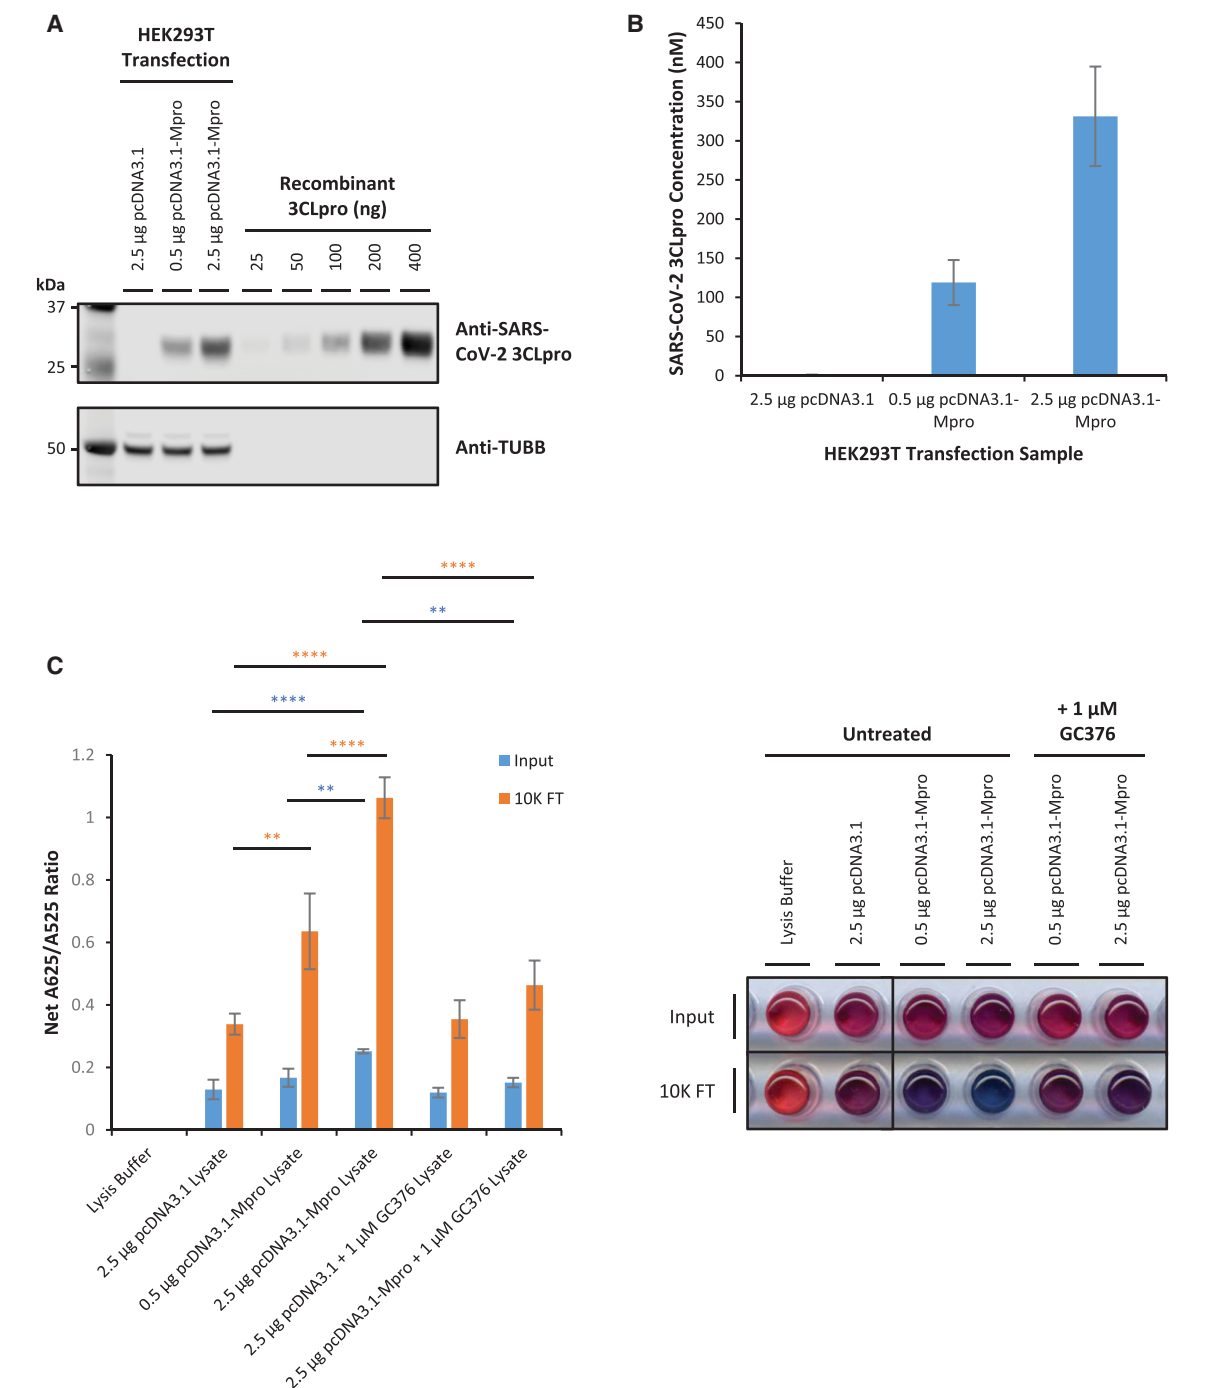 A
HEK293T
Transfection
2.5 µg pcDNA3.1
0.5 µg pcDNA3.1-Mpro
2.5 µg pcDNA3.1-Mpro
Recombinant
3CLpro (ng)
25
50
100
200
400
kDa
37
25
Anti-SARS-
CoV-2 3CLpro
50
Anti-TUBB
B
SARS-CoV-2 3CLpro Concentration (nM)
450
400
350
300
250
200
150
100
50
0
2.5 µg pcDNA3.1
0.5 µg pcDNA3.1-
Mpro
2.5 µg pcDNA3.1-
Mpro
HEK293T Transfection Sample
C
****
**
****
****
****
**
**
Net A625/A525 Ratio
1.2
1
0.8
0.6
0.4
0.2
0
Input
10K FT
Lysis Buffer
2.5 µg pcDNA3.1 Lysate
0.5 µg pcDNA3.1-Mpro Lysate
2.5 µg pcDNA3.1-Mpro Lysate
2.5 µg pcDNA3.1 + 1 µM GC376 Lysate
2.5 µg pcDNA3.1-Mpro + 1 µM GC376 Lysate
Untreated
+ 1 µM
GC376
Lysis Buffer
2.5 µg pcDNA3.1
0.5 µg pcDNA3.1-Mpro
2.5 µg pcDNA3.1-Mpro
0.5 µg pcDNA3.1-Mpro
2.5 µg pcDNA3.1-Mpro
Input
10K FT